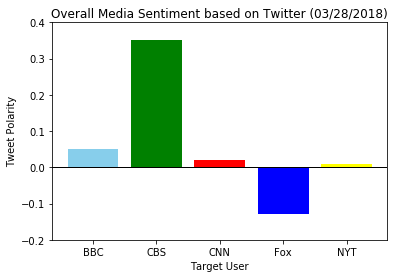 Overall Media Sentiment based on Twitter (03/28/2018)
0.4
0.3
0.2
0.1
0.0
−0.1
−0.2
Tweet Polarity
BBC CBS CNN Fox NYT
Target User